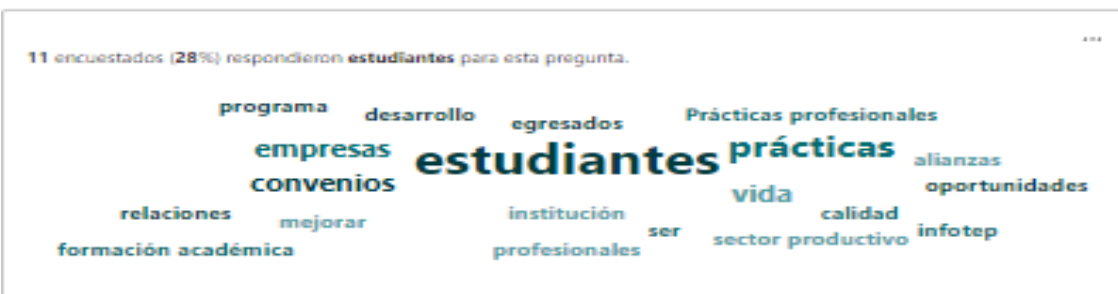 11 encuestados (28%) respondieron estudiantes para esta pregunta.
programa desarrollo egresados Prácticas profesionales
empresas estudiantes prácticas alianzas
convenios vida oportunidades
relaciones mejorar institución calidad
ser sector productivo infotep
formación académica profesionales